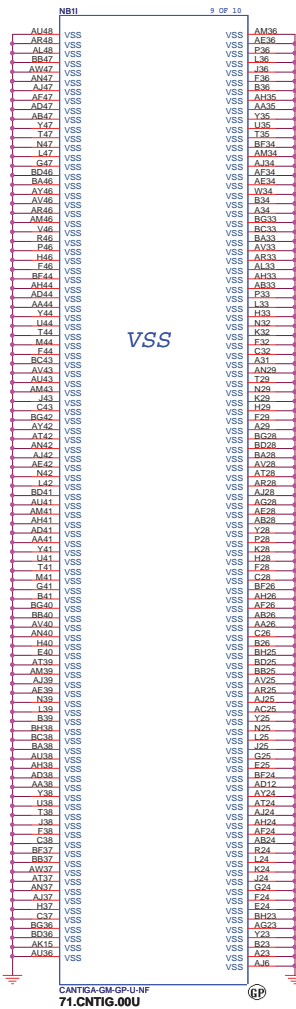 NB1I 9 OF 10
AU48 VSS VSS AM36
AR48 VSS VSS AE36
AL48 VSS VSS P36
BB47 VSS VSS L36
AW47 VSS VSS J36
AN47 VSS VSS F36
AJ47 VSS VSS B36
AF47 VSS VSS AH35
AD47 VSS VSS AA35
AB47 VSS VSS Y35
Y47 VSS VSS U35
T47 VSS VSS T35
N47 VSS VSS BF34
L47 VSS VSS AM34
G47 VSS VSS AJ34
BD46 VSS VSS AF34
BA46 VSS VSS AE34
AY46 VSS VSS W34
AV46 VSS VSS B34
AR46 VSS VSS A34
AM46 VSS VSS BG33
V46 VSS VSS BC33
R46 VSS VSS BA33
P46 VSS VSS AV33
H46 VSS VSS AR33
F46 VSS VSS AL33
BF44 VSS VSS AH33
AH44 VSS VSS AB33
AD44 VSS VSS P33
AA44 VSS VSS L33
Y44 VSS VSS H33
U44 VSS VSS N32
T44 VSS VSS K32
VSS
M44 VSS VSS F32
F44 VSS VSS C32
BC43 VSS VSS A31
AV43 VSS VSS AN29
AU43 VSS VSS T29
AM43 VSS VSS N29
J43 VSS VSS K29
C43 VSS VSS H29
BG42 VSS VSS F29
AY42 VSS VSS A29
AT42 VSS VSS BG28
AN42 VSS VSS BD28
AJ42 VSS VSS BA28
AE42 VSS VSS AV28
N42 VSS VSS AT28
L42 VSS VSS AR28
BD41 VSS VSS AJ28
AU41 VSS VSS AG28
AM41 VSS VSS AE28
AH41 VSS VSS AB28
AD41 VSS VSS Y28
AA41 VSS VSS P28
Y41 VSS VSS K28
U41 VSS VSS H28
T41 VSS VSS F28
M41 VSS VSS C28
G41 VSS VSS BF26
B41 VSS VSS AH26
BG40 VSS VSS AF26
BB40 VSS VSS AB26
AV40 VSS VSS AA26
AN40 VSS VSS C26
H40 VSS VSS B26
E40 VSS VSS BH25
AT39 VSS VSS BD25
AM39 VSS VSS BB25
AJ39 VSS VSS AV25
AE39 VSS VSS AR25
N39 VSS VSS AJ25
L39 VSS VSS AC25
B39 VSS VSS Y25
BH38 VSS VSS N25
BC38 VSS VSS L25
BA38 VSS VSS J25
AU38 VSS VSS G25
AH38 VSS VSS E25
AD38 VSS VSS BF24
AA38 VSS VSS AD12
Y38 VSS VSS AY24
U38 VSS VSS AT24
T38 VSS VSS AJ24
J38 VSS VSS AH24
F38 VSS VSS AF24
C38 VSS VSS AB24
BF37 VSS VSS R24
BB37 VSS VSS L24
AW37 VSS VSS K24
AT37 VSS VSS J24
AN37 VSS VSS G24
AJ37 VSS VSS F24
H37 VSS VSS E24
C37 VSS VSS BH23
BG36 VSS VSS AG23
BD36 VSS VSS Y23
AK15 VSS VSS B23
AU36 VSS VSS A23
VSS AJ6
CANTIGA-GM-GP-U-NF
71.CNTIG.00U
GP